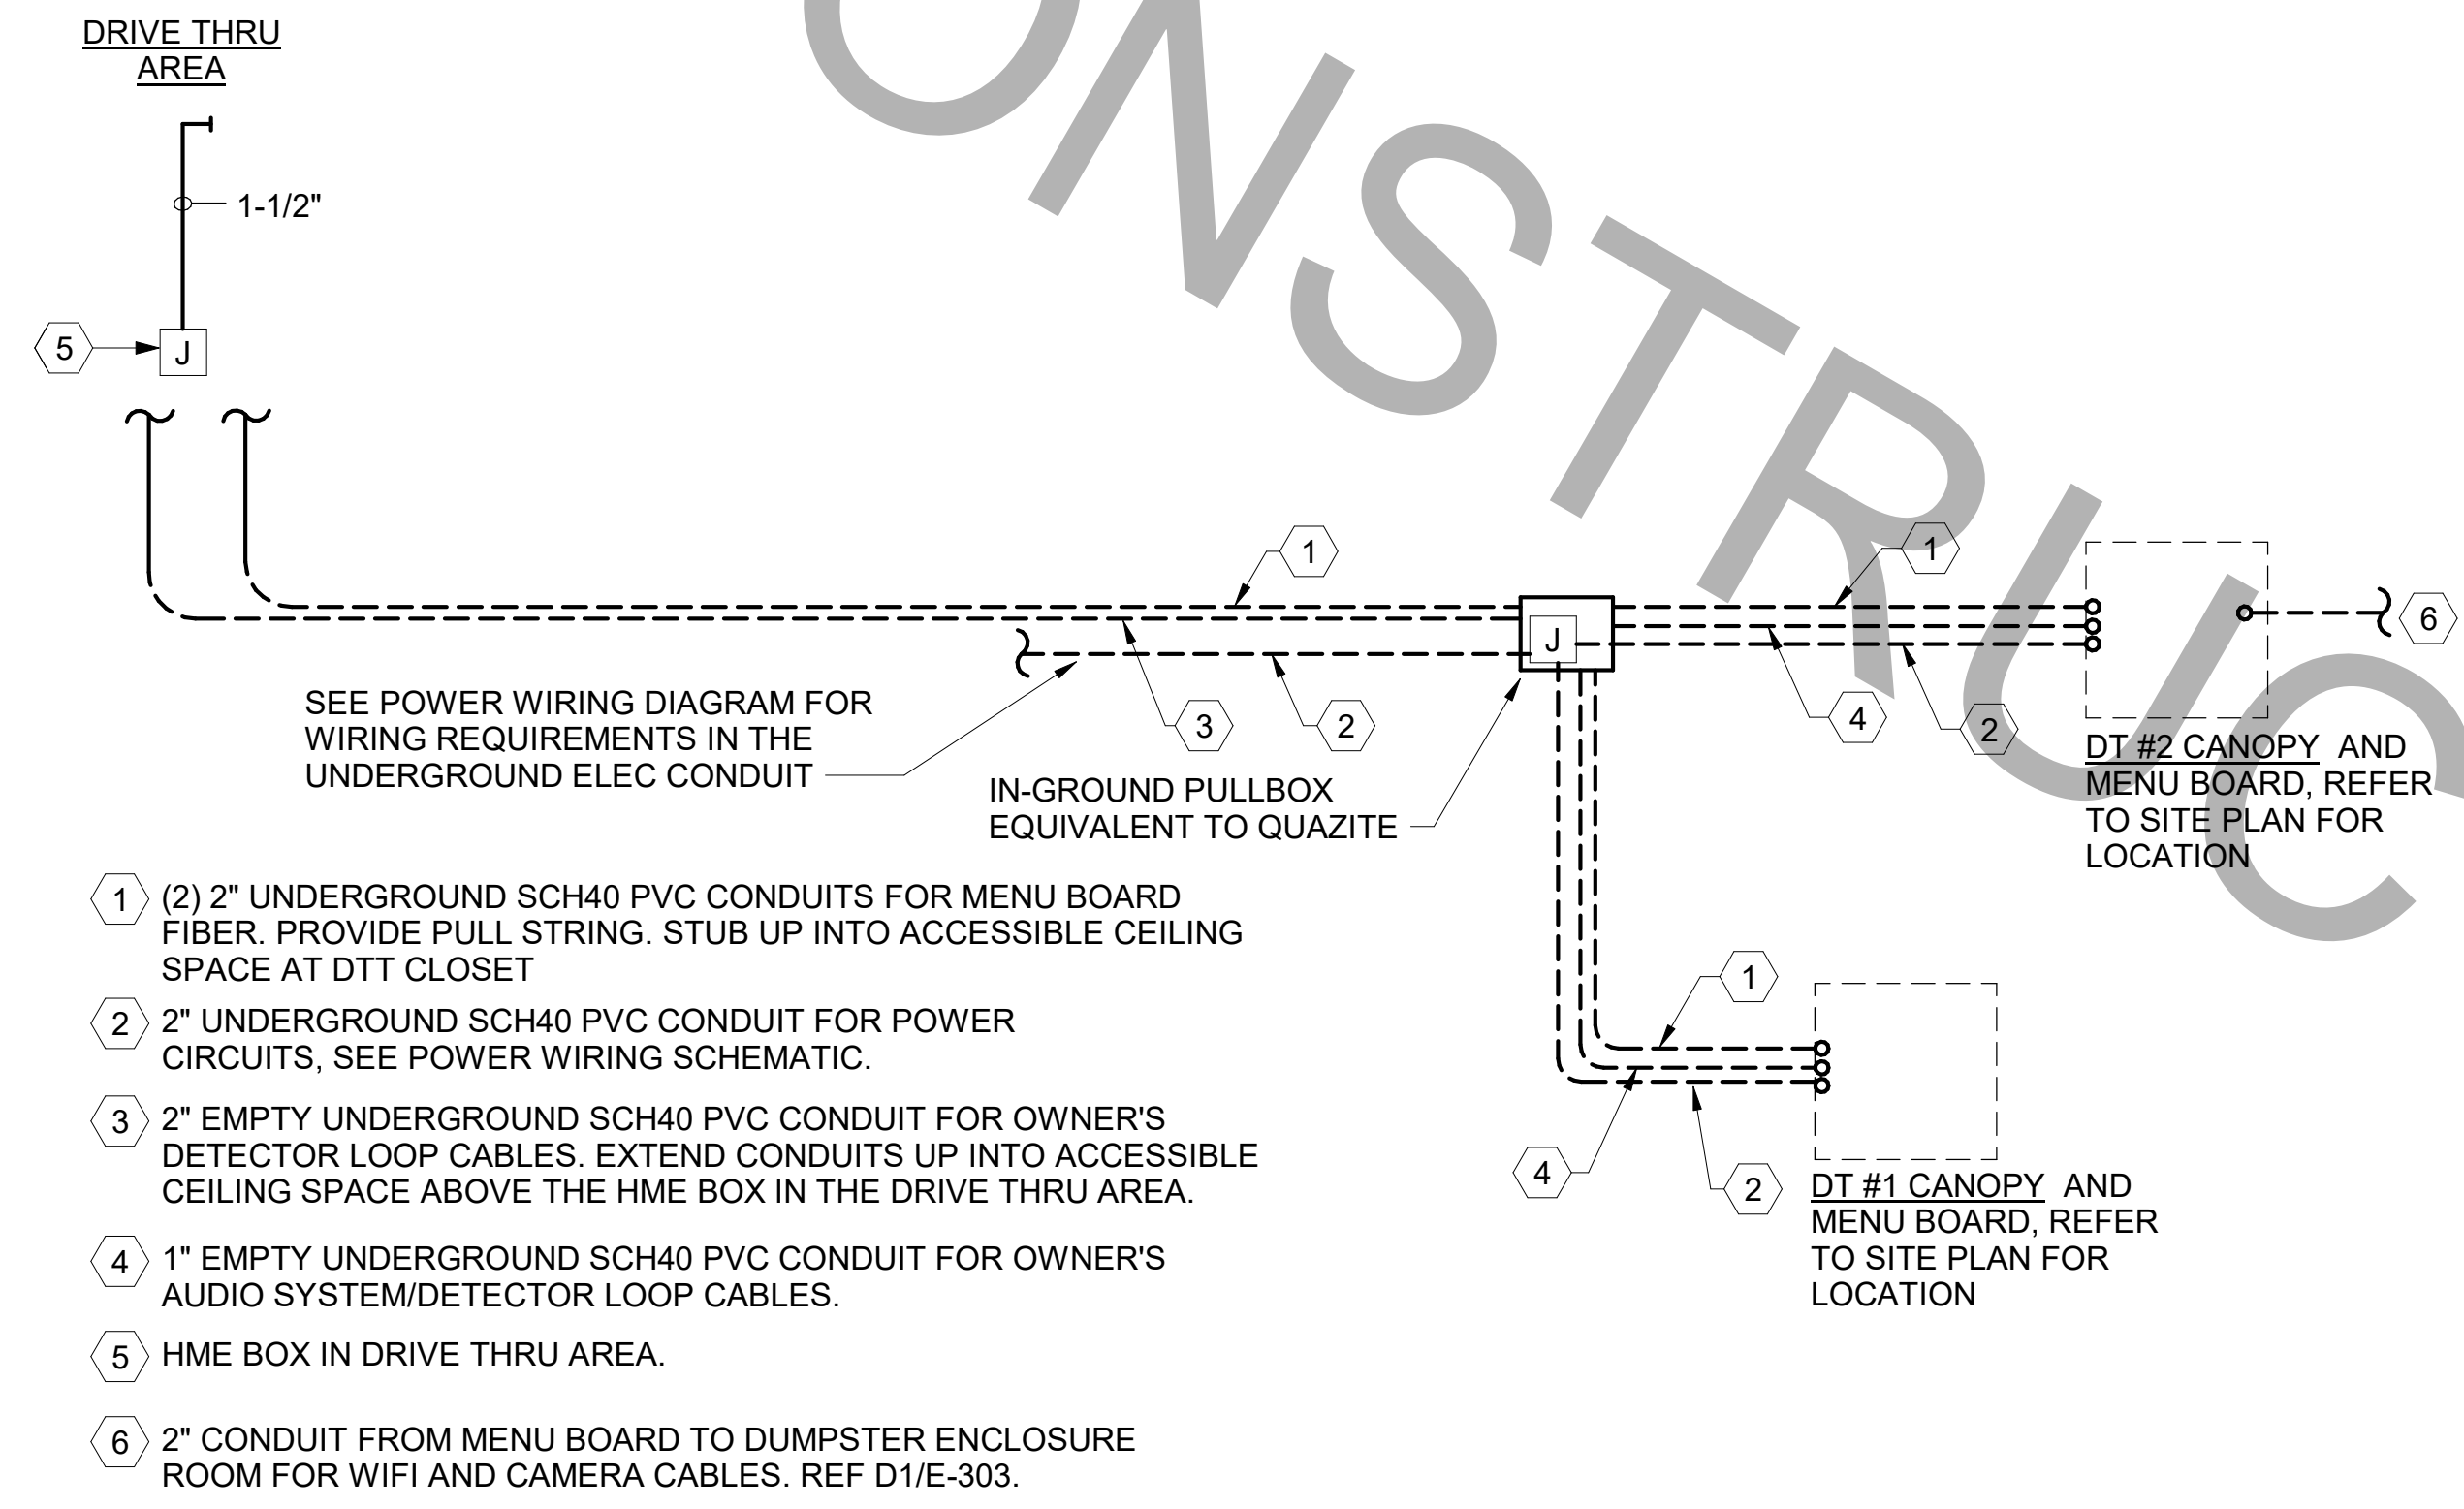 DRIVE THRU
AREA
1-1/2"
5
J
1
1
6
J
3
2
4
2
SEE POWER WIRING DIAGRAM FOR
WIRING REQUIREMENTS IN THE
UNDERGROUND ELEC CONDUIT
IN-GROUND PULLBOX
EQUIVALENT TO QUAZITE
DT #2 CANOPY AND
MENU BOARD, REFER
TO SITE PLAN FOR
LOCATION
1
4
2
DT #1 CANOPY AND
MENU BOARD, REFER
TO SITE PLAN FOR
LOCATION
1 (2) 2" UNDERGROUND SCH40 PVC CONDUITS FOR MENU BOARD
FIBER. PROVIDE PULL STRING. STUB UP INTO ACCESSIBLE CEILING
SPACE AT DTT CLOSET
2 2" UNDERGROUND SCH40 PVC CONDUIT FOR POWER
CIRCUITS, SEE POWER WIRING SCHEMATIC.
3 2" EMPTY UNDERGROUND SCH40 PVC CONDUIT FOR OWNER'S
DETECTOR LOOP CABLES. EXTEND CONDUITS UP INTO ACCESSIBLE
CEILING SPACE ABOVE THE HME BOX IN THE DRIVE THRU AREA.
4 1" EMPTY UNDERGROUND SCH40 PVC CONDUIT FOR OWNER'S
AUDIO SYSTEM/DETECTOR LOOP CABLES.
5 HME BOX IN DRIVE THRU AREA.
6 2" CONDUIT FROM MENU BOARD TO DUMPSTER ENCLOSURE
ROOM FOR WIFI AND CAMERA CABLES. REF D1/E-303.
ONSTRUC